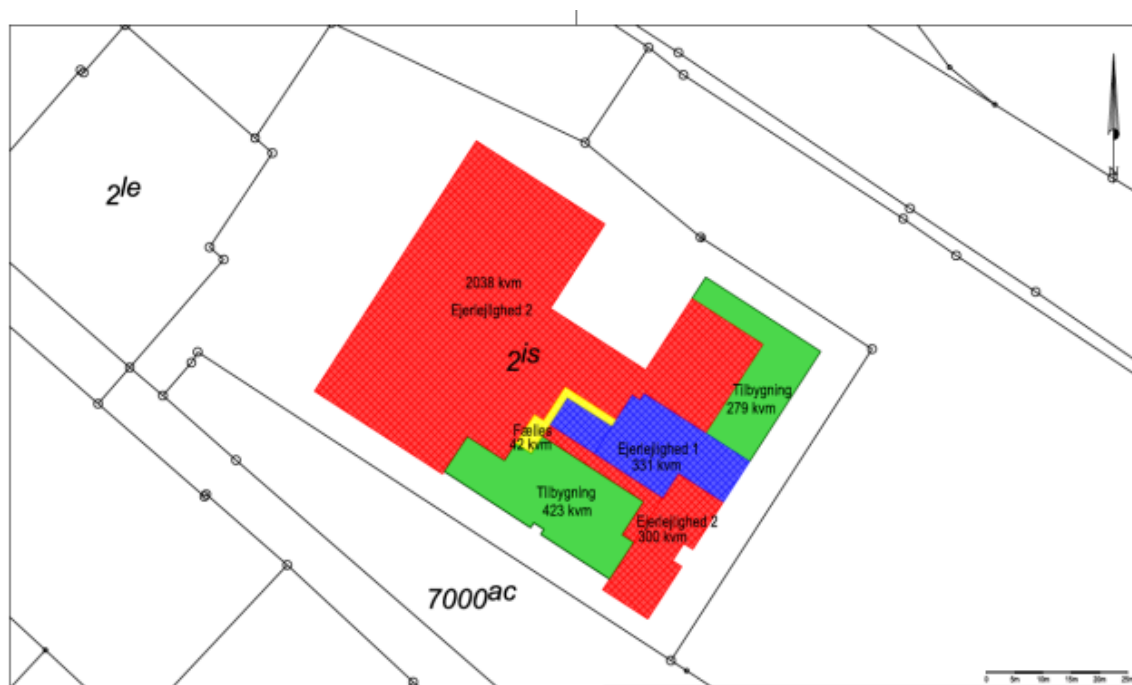 N
2le
2038 kvm
Ejerlejlighed 2
2is
Tilbygning
279 kvm
Fælles
42 kvm
Ejerlejlighed 1
331 kvm
Tilbygning
423 kvm
Ejerlejlighed 2
300 kvm
7000ac
0 5m 10m 15m 20m 25m